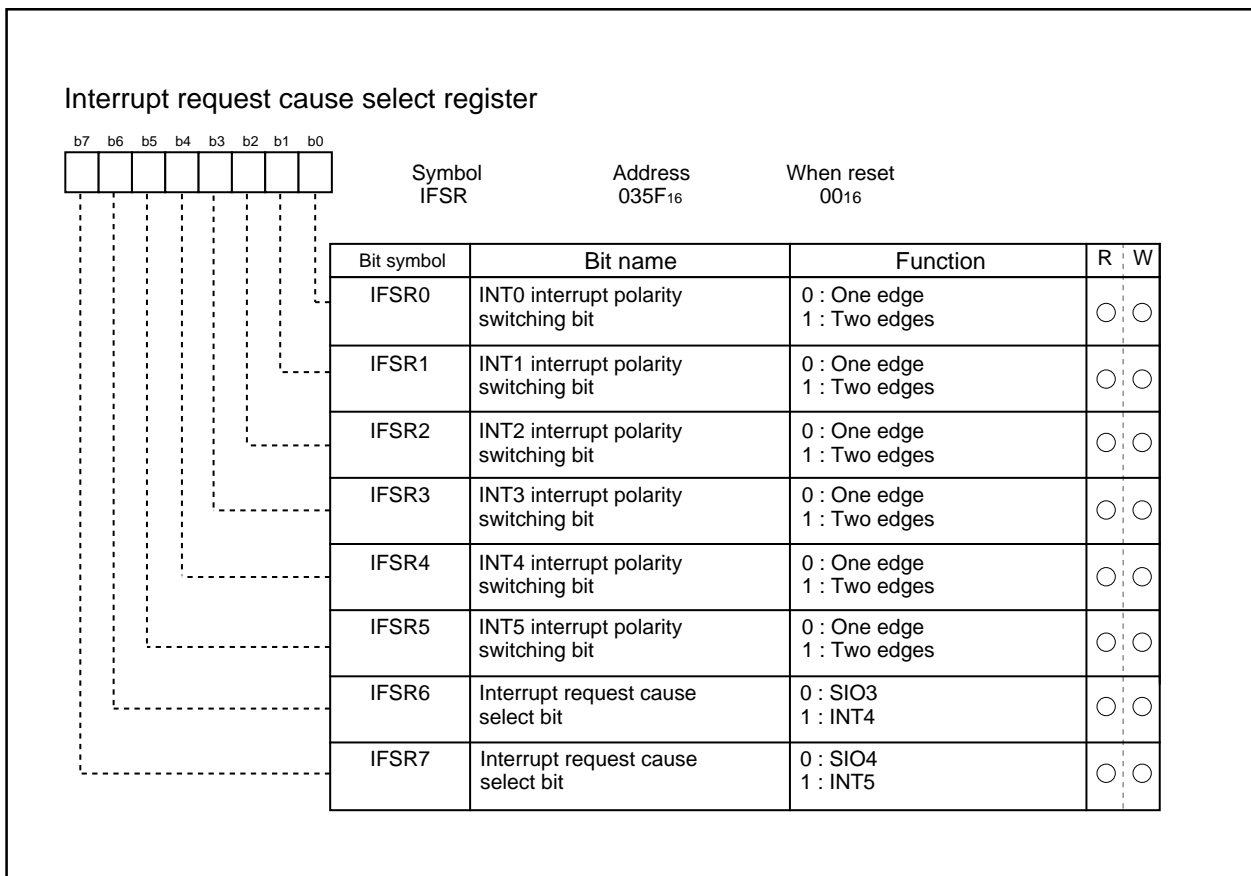 Interrupt request cause select register
b7 b6 b5 b4 b3 b2 b1 b0
Symbol Address When reset
IFSR 035F16 0016
Bit symbol Bit name Function R W
IFSR0 INT0 interrupt polarity 0 : One edge
switching bit 1 : Two edges
IFSR1 INT1 interrupt polarity 0 : One edge
switching bit 1 : Two edges
IFSR2 INT2 interrupt polarity 0 : One edge
switching bit 1 : Two edges
IFSR3 INT3 interrupt polarity 0 : One edge
switching bit 1 : Two edges
IFSR4 INT4 interrupt polarity 0 : One edge
switching bit 1 : Two edges
IFSR5 INT5 interrupt polarity 0 : One edge
switching bit 1 : Two edges
IFSR6 Interrupt request cause 0 : SIO3
select bit 1 : INT4
IFSR7 Interrupt request cause 0 : SIO4
select bit 1 : INT5